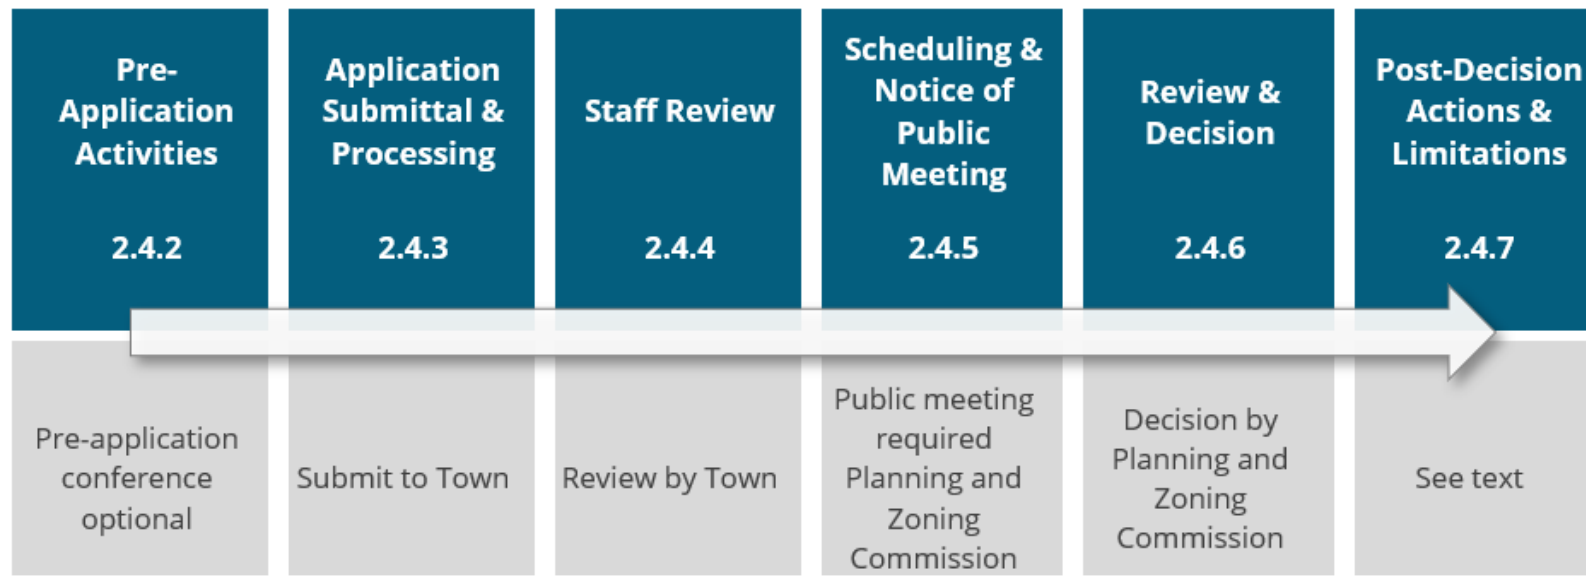 Pre-
Application
Activities
2.4.2
Application
Submittal &
Processing
2.4.3
Staff Review
2.4.4
Scheduling &
Notice of
Public
Meeting
2.4.5
Review &
Decision
2.4.6
Post-Decision
Actions &
Limitations
2.4.7
Pre-application
conference
optional
Submit to Town
Review by Town
Public meeting
required
Planning and
Zoning
Commission
Decision by
Planning and
Zoning
Commission
See text